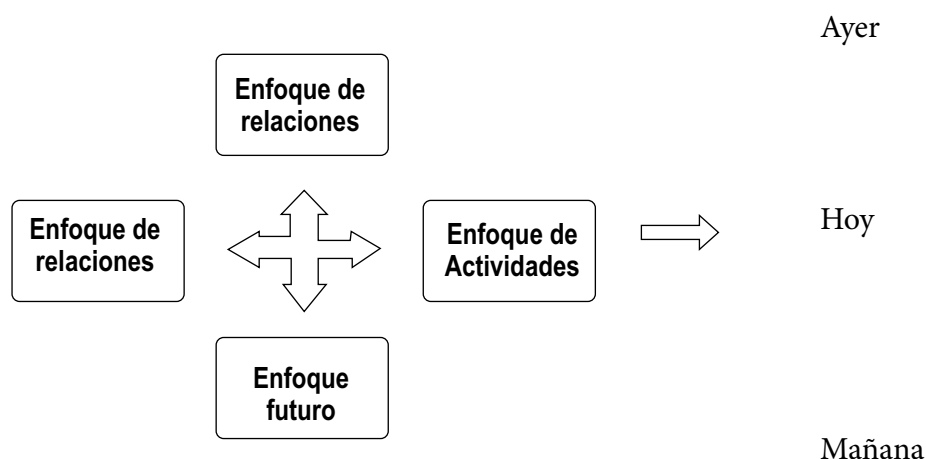 Ayer
Enfoque de
relaciones
Enfoque de
relaciones
Enfoque de
Actividades
Hoy
Enfoque
futuro
Mañana